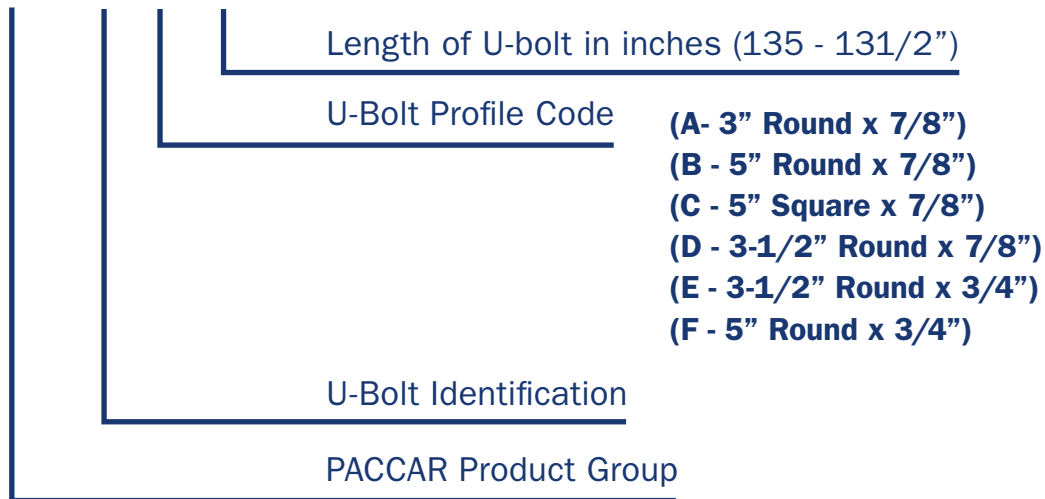 Length of U-bolt in inches (135 - 131/2”)
U-Bolt Profile Code
(A- 3” Round x 7/8”)
(B - 5” Round x 7/8”)
(C - 5” Square x 7/8”)
(D - 3-1/2” Round x 7/8”)
(E - 3-1/2” Round x 3/4”)
(F - 5” Round x 3/4”)
U-Bolt Identification
PACCAR Product Group